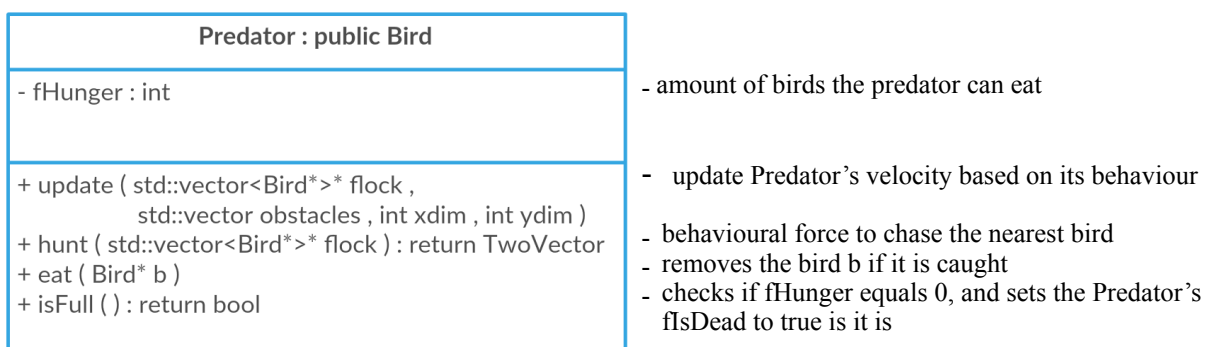 Predator : public Bird
- fHunger : int
- amount of birds the predator can eat
+ update ( std::vector<Bird*>* flock ,
std::vector obstacles , int xdim , int ydim )
- update Predator’s velocity based on its behaviour
+ hunt ( std::vector<Bird*>* flock ) : return TwoVector
- behavioural force to chase the nearest bird
+ eat ( Bird* b )
- removes the bird b if it is caught
+ isFull ( ) : return bool
- checks if fHunger equals 0, and sets the Predator’s
fIsDead to true is it is